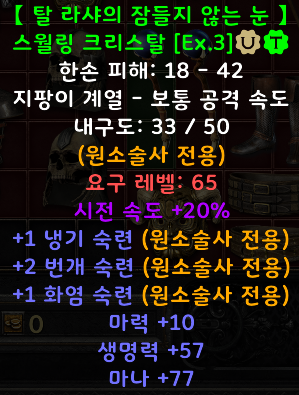 【 탈 라샤의 잠들지 않는 눈 】
스월링 크리스탈 [Ex,3] U T
한손 피해: 18 - 42
지팡이 계열 - 보통 공격 속도
내구도: 33 / 50
(원소술사 전용)
요구 레벨: 65
시전 속도 +20%
+1 냉기 숙련 (원소술사 전용)
+2 번개 숙련 (원소술사 전용)
+1 화염 숙련 (원소술사 전용)
마력 +10
생명력 +57
마나 +77
0